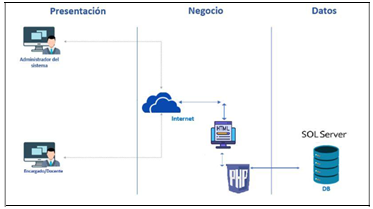 Presentación
Negocio
Datos
Administrador del
sistema
Internet
HTML
SQL Server
Encargado/Docente
PHP
DB